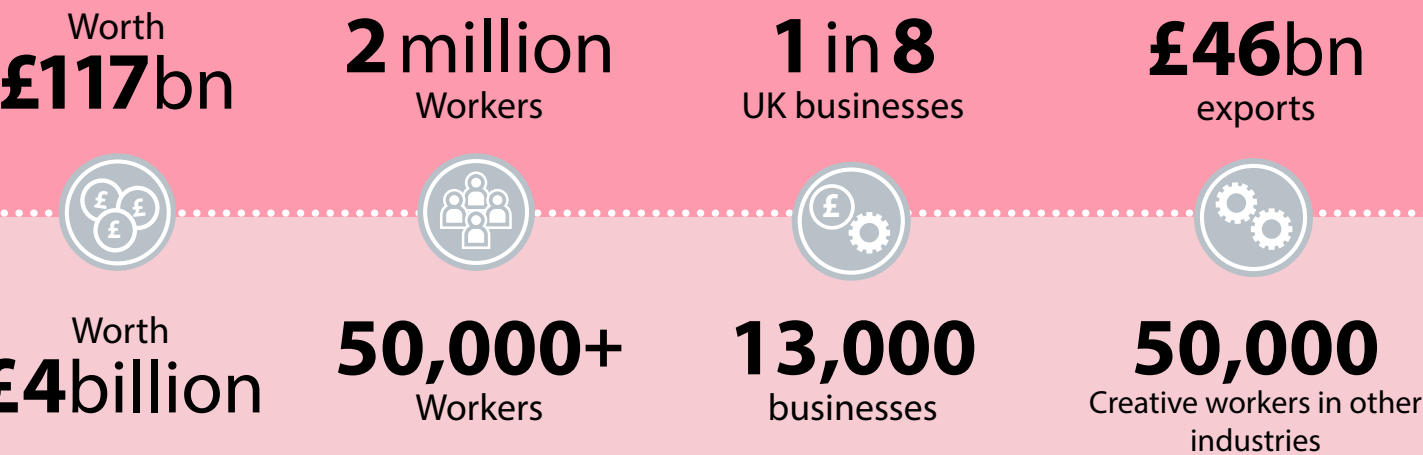 Worth
£117bn
2 million
Workers
1 in 8
UK businesses
£46bn
exports
£ £ £
£
Worth
£4billion
50,000+
Workers
13,000
businesses
50,000
Creative workers in other
industries